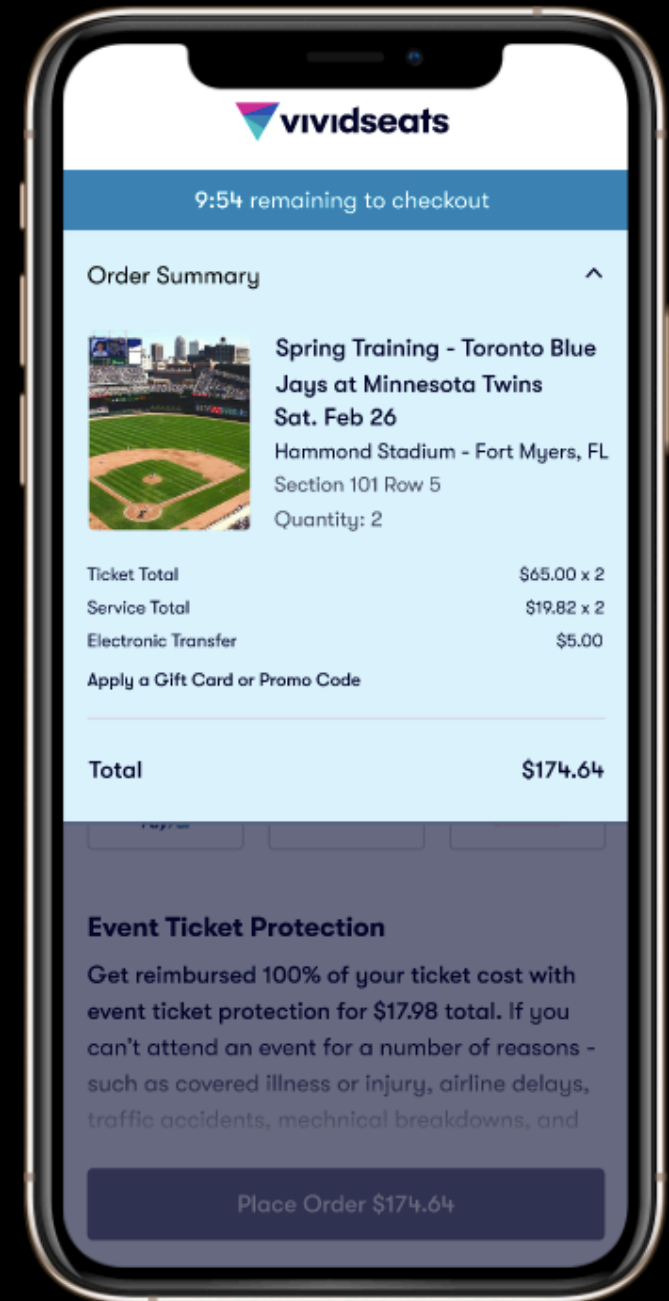 vividseats
9:54 remaining to checkout
Order Summary
Spring Training - Toronto Blue
Jays at Minnesota Twins
Sat. Feb 26
Hammond Stadium - Fort Myers, FL
Section 101 Row 5
Quantity: 2
Ticket Total $65.00 x 2
Service Total $19.82 x 2
Electronic Transfer $5.00
Apply a Gift Card or Promo Code
Total $174.64
Event Ticket Protection
Get reimbursed 100% of your ticket cost with
event ticket protection for $17.98 total. If you
can't attend an event for a number of reasons -
such as covered illness or injury, airline delays,
traffic accidents, mechnical breakdowns, and
Place Order $174.64